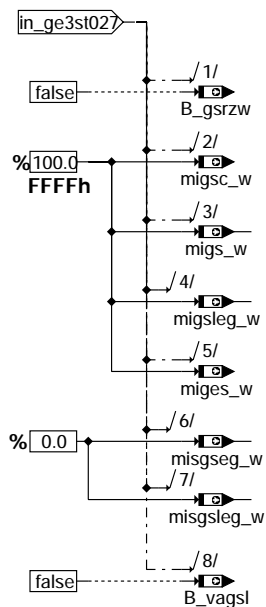 in_ge3st027
1/
false
B_gsrzw
2/
% 100.0
migsc_w
FFFFh
3/
migs_w
4/
migsleg_w
5/
miges_w
6/
% 0.0
misgseg_w
7/
misgsleg_w
8/
false
B_vagsl